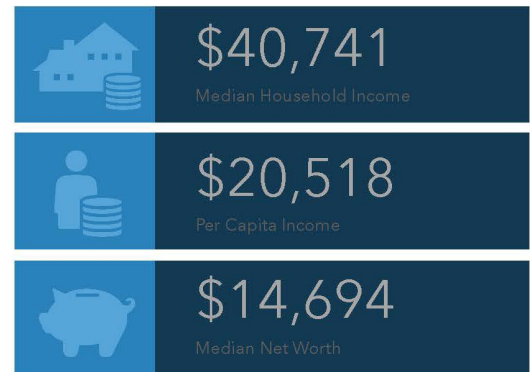 $40,741
Median Household Income
$20,518
Per Capita Income
$14,694
Median Net Worth